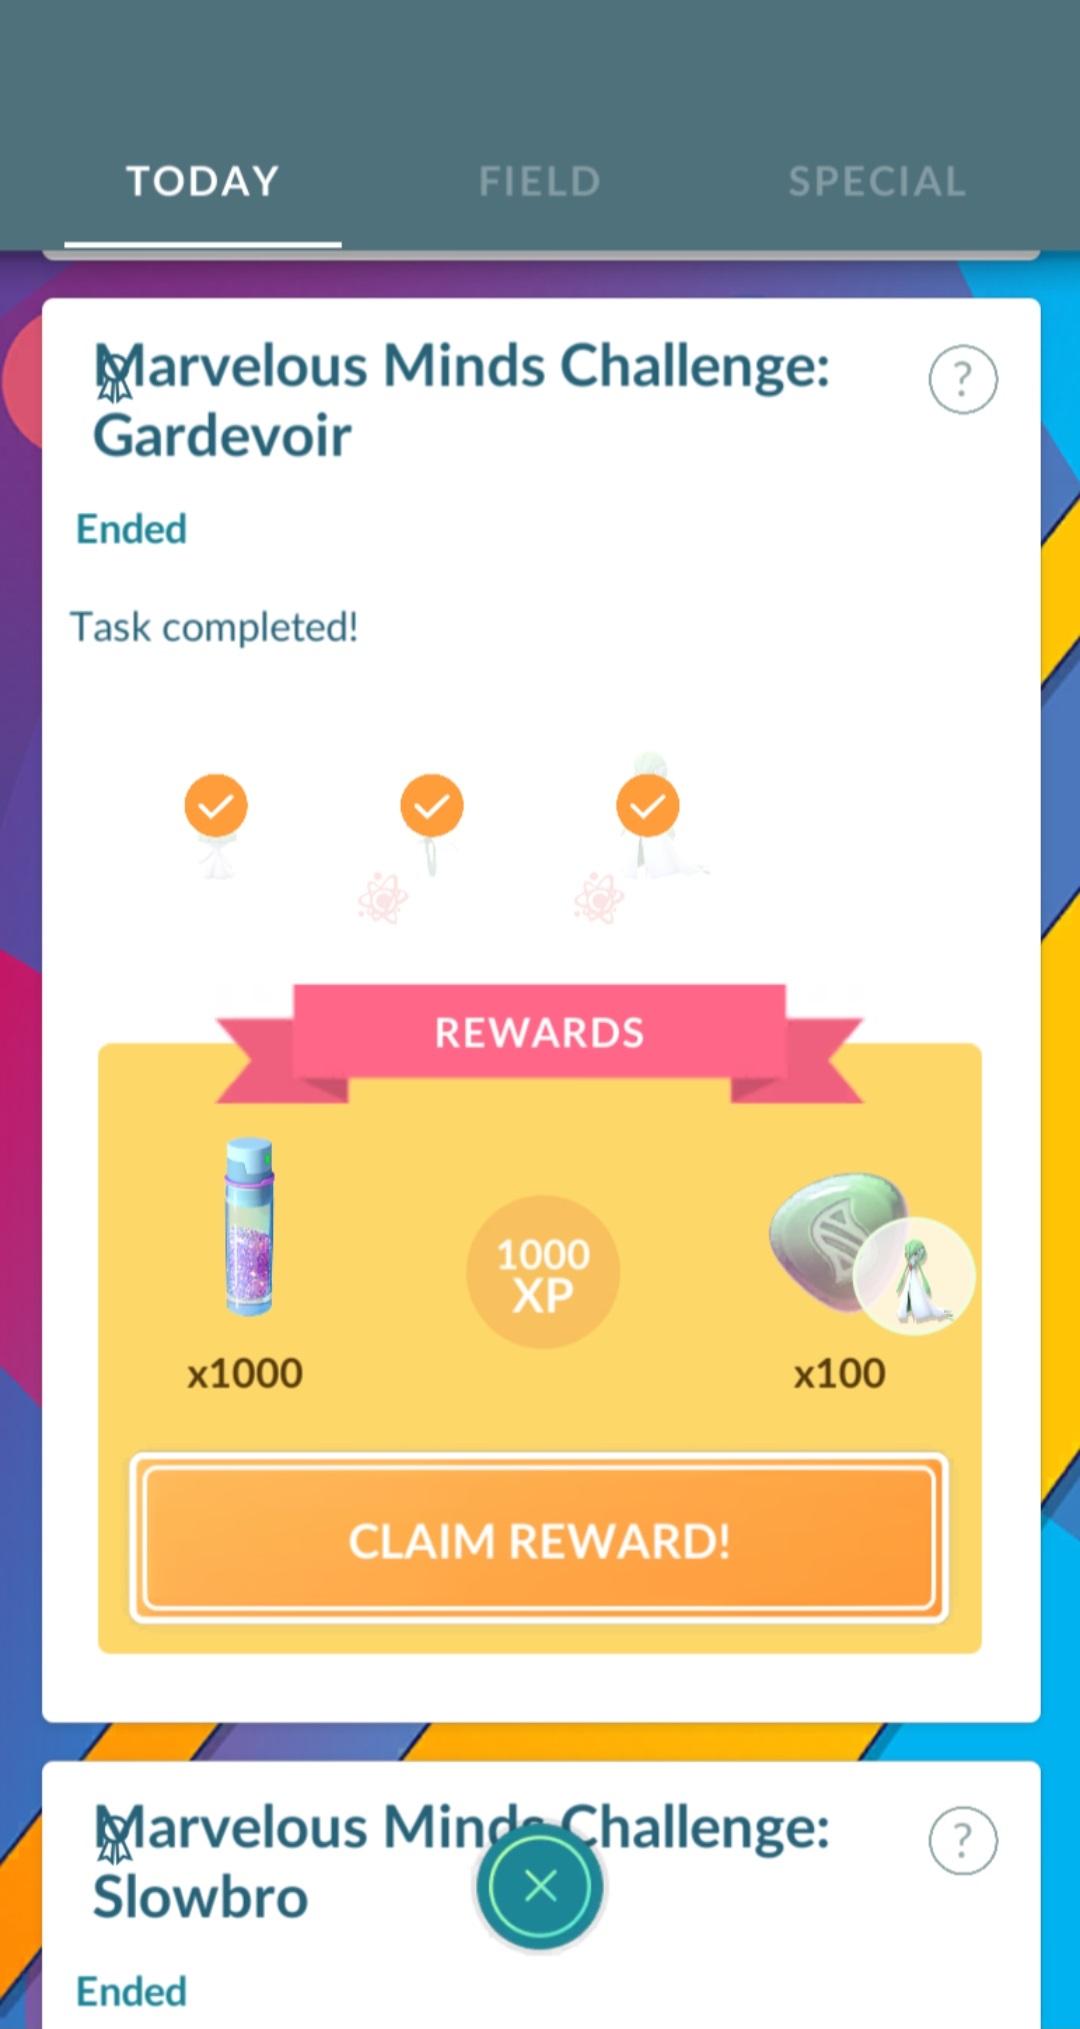 TODAY
FIELD
SPECIAL
Marvelous Minds Challenge:
Gardevoir
?
Ended
Task completed!
REWARDS
1000
XP
x1000
x100
CLAIM REWARD!
Marvelous Minds Challenge:
Slowbro
?
Ended